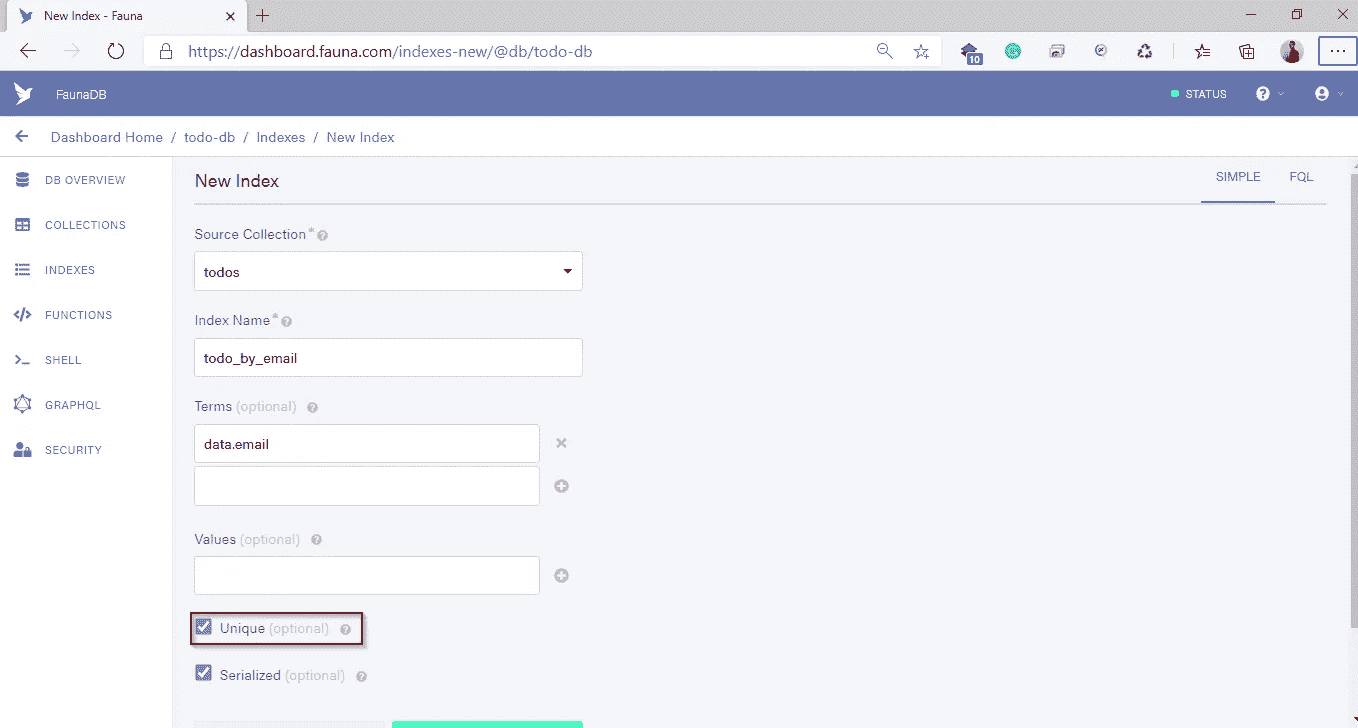 New Index - Fauna
https://dashboard.fauna.com/indexes-new/@db/todo-db
10
FaunaDB
STATUS
Dashboard Home / todo-db / Indexes / New Index
DB OVERVIEW
COLLECTIONS
INDEXES
FUNCTIONS
SHELL
GRAPHQL
SECURITY
New Index
SIMPLE FQL
Source Collection*
todos
Index Name*
todo_by_email
Terms (optional)
data.email
Values (optional)
Unique (optional)
Serialized (optional)